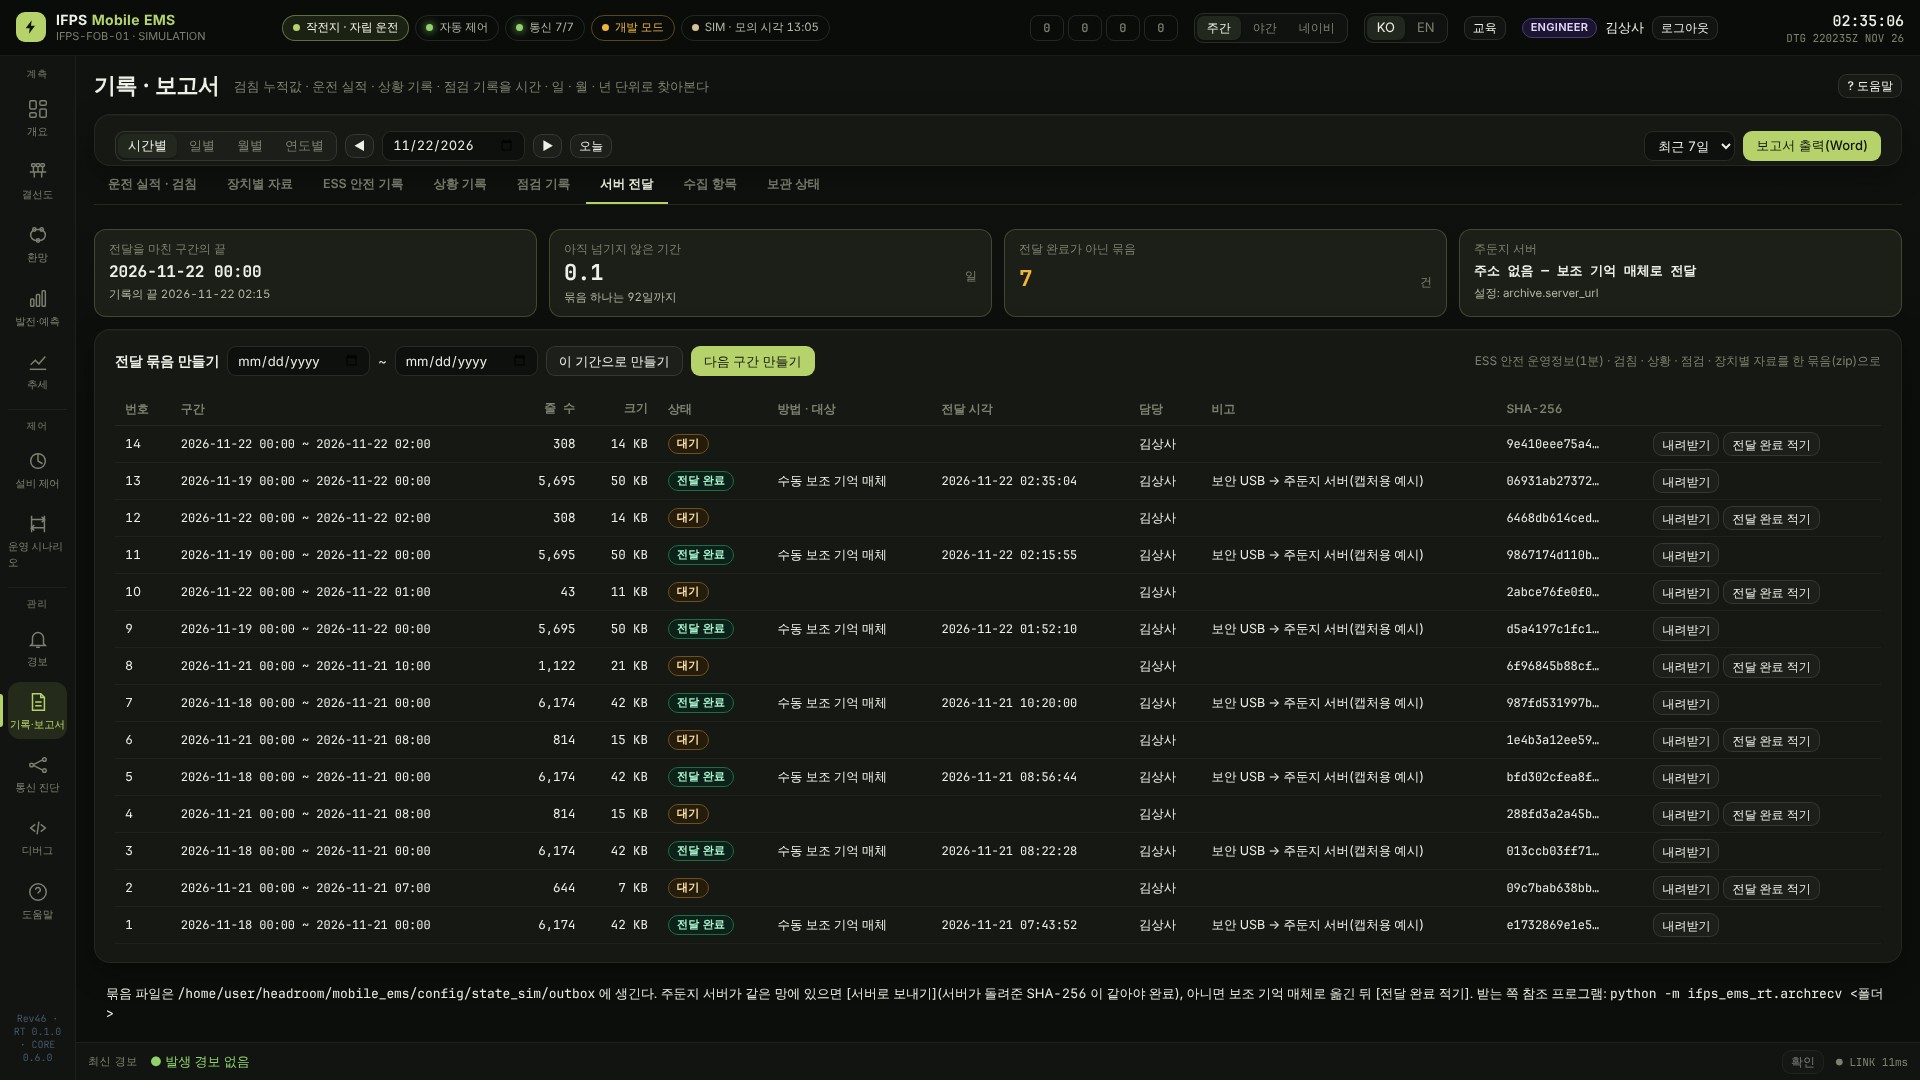 IFPS Mobile EMS
IFPS-FOB-01 · SIMULATION
작전지 · 자립 운전
자동 제어
통신 7/7
개발 모드
SIM · 모의 시각 13:05
0 0 0 0
주간 야간 네이비
KO EN
교육
ENGINEER 김상사 로그아웃
02:35:06
DTG 220235Z NOV 26
계측
개요
결선도
환망
발전·예측
추세
제어
설비 제어
운영 시나리
오
관리
경보
기록·보고서
통신 진단
디버그
도움말
Rev46 ·
RT 0.1.0
· CORE
0.6.0
기록 · 보고서 검침 누적값 · 운전 실적 · 상황 기록 · 점검 기록을 시간 · 일 · 월 · 년 단위로 찾아본다
? 도움말
시간별 일별 월별 연도별 ◀ 11/22/2026 ▶ 오늘
최근 7일 보고서 출력(Word)
운전 실적 · 검침 장치별 자료 ESS 안전 기록 상황 기록 점검 기록 서버 전달 수집 항목 보관 상태
전달을 마친 구간의 끝
2026-11-22 00:00
기록의 끝 2026-11-22 02:15
아직 넘기지 않은 기간
0.1 일
묶음 하나는 92일까지
전달 완료가 아닌 묶음
7 건
주둔지 서버
주소 없음 — 보조 기억 매체로 전달
설정: archive.server_url
전달 묶음 만들기 mm/dd/yyyy ~ mm/dd/yyyy 이 기간으로 만들기 다음 구간 만들기
ESS 안전 운영정보(1분) · 검침 · 상황 · 점검 · 장치별 자료를 한 묶음(zip)으로
번호 구간 줄 수 크기 상태 방법 · 대상 전달 시각 담당 비고 SHA-256
14 2026-11-22 00:00 ~ 2026-11-22 02:00 308 14 KB 대기 김상사 9e410eee75a4… 내려받기 전달 완료 적기
13 2026-11-19 00:00 ~ 2026-11-22 00:00 5,695 50 KB 전달 완료 수동 보조 기억 매체 2026-11-22 02:35:04 김상사 보안 USB → 주둔지 서버(캡처용 예시) 06931ab27372… 내려받기
12 2026-11-22 00:00 ~ 2026-11-22 02:00 308 14 KB 대기 김상사 6468db614ced… 내려받기 전달 완료 적기
11 2026-11-19 00:00 ~ 2026-11-22 00:00 5,695 50 KB 전달 완료 수동 보조 기억 매체 2026-11-22 02:15:55 김상사 보안 USB → 주둔지 서버(캡처용 예시) 9867174d110b… 내려받기
10 2026-11-22 00:00 ~ 2026-11-22 01:00 43 11 KB 대기 김상사 2abce76fe0f0… 내려받기 전달 완료 적기
9 2026-11-19 00:00 ~ 2026-11-22 00:00 5,695 50 KB 전달 완료 수동 보조 기억 매체 2026-11-22 01:52:10 김상사 보안 USB → 주둔지 서버(캡처용 예시) d5a4197c1fc1… 내려받기
8 2026-11-21 00:00 ~ 2026-11-21 10:00 1,122 21 KB 대기 김상사 6f96845b88cf… 내려받기 전달 완료 적기
7 2026-11-18 00:00 ~ 2026-11-21 00:00 6,174 42 KB 전달 완료 수동 보조 기억 매체 2026-11-21 10:20:00 김상사 보안 USB → 주둔지 서버(캡처용 예시) 987fd531997b… 내려받기
6 2026-11-21 00:00 ~ 2026-11-21 08:00 814 15 KB 대기 김상사 1e4b3a12ee59… 내려받기 전달 완료 적기
5 2026-11-18 00:00 ~ 2026-11-21 00:00 6,174 42 KB 전달 완료 수동 보조 기억 매체 2026-11-21 08:56:44 김상사 보안 USB → 주둔지 서버(캡처용 예시) bfd302cfea8f… 내려받기
4 2026-11-21 00:00 ~ 2026-11-21 08:00 814 15 KB 대기 김상사 288fd3a2a45b… 내려받기 전달 완료 적기
3 2026-11-18 00:00 ~ 2026-11-21 00:00 6,174 42 KB 전달 완료 수동 보조 기억 매체 2026-11-21 08:22:28 김상사 보안 USB → 주둔지 서버(캡처용 예시) 013ccb03ff71… 내려받기
2 2026-11-21 00:00 ~ 2026-11-21 07:00 644 7 KB 대기 김상사 09c7bab638bb… 내려받기 전달 완료 적기
1 2026-11-18 00:00 ~ 2026-11-21 00:00 6,174 42 KB 전달 완료 수동 보조 기억 매체 2026-11-21 07:43:52 김상사 보안 USB → 주둔지 서버(캡처용 예시) e1732869e1e5… 내려받기
묶음 파일은 /home/user/headroom/mobile_ems/config/state_sim/outbox 에 생긴다. 주둔지 서버가 같은 망에 있으면 [서버로 보내기](서버가 돌려준 SHA-256 이 같아야 완료), 아니면 보조 기억 매체로 옮긴 뒤 [전달 완료 적기]. 받는 쪽 참조 프로그램: python -m ifps_ems_rt.archrecv <폴더
>
최신 경보 발생 경보 없음
확인 LINK 11ms